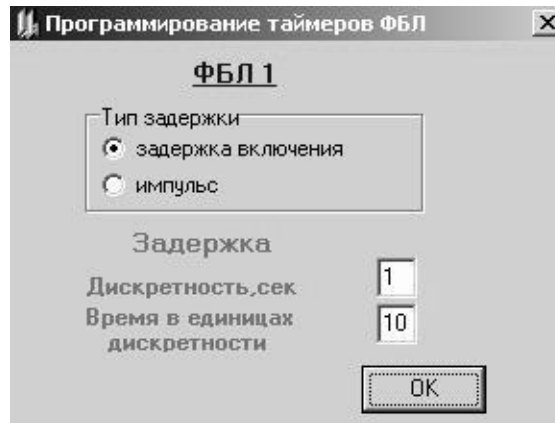 Программирование таймеров ФБЛ
ФБЛ 1
Тип задержки
задержка включения
импульс
Задержка
Дискретность,сек 1
Время в единицах 10
дискретности
OK